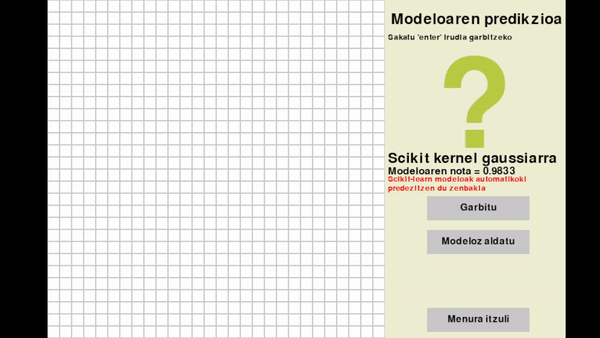 Modeloaren predikzioa
Sakatu 'enter' irudia garbitzeko
?
Scikit kernel gaussiarra
Modeloaren nota = 0.9833
Scikit-learn modeloak automatikoki
predezitzen du zenbakia
Garbitu
Modeloz aldatu
Menura itzuli